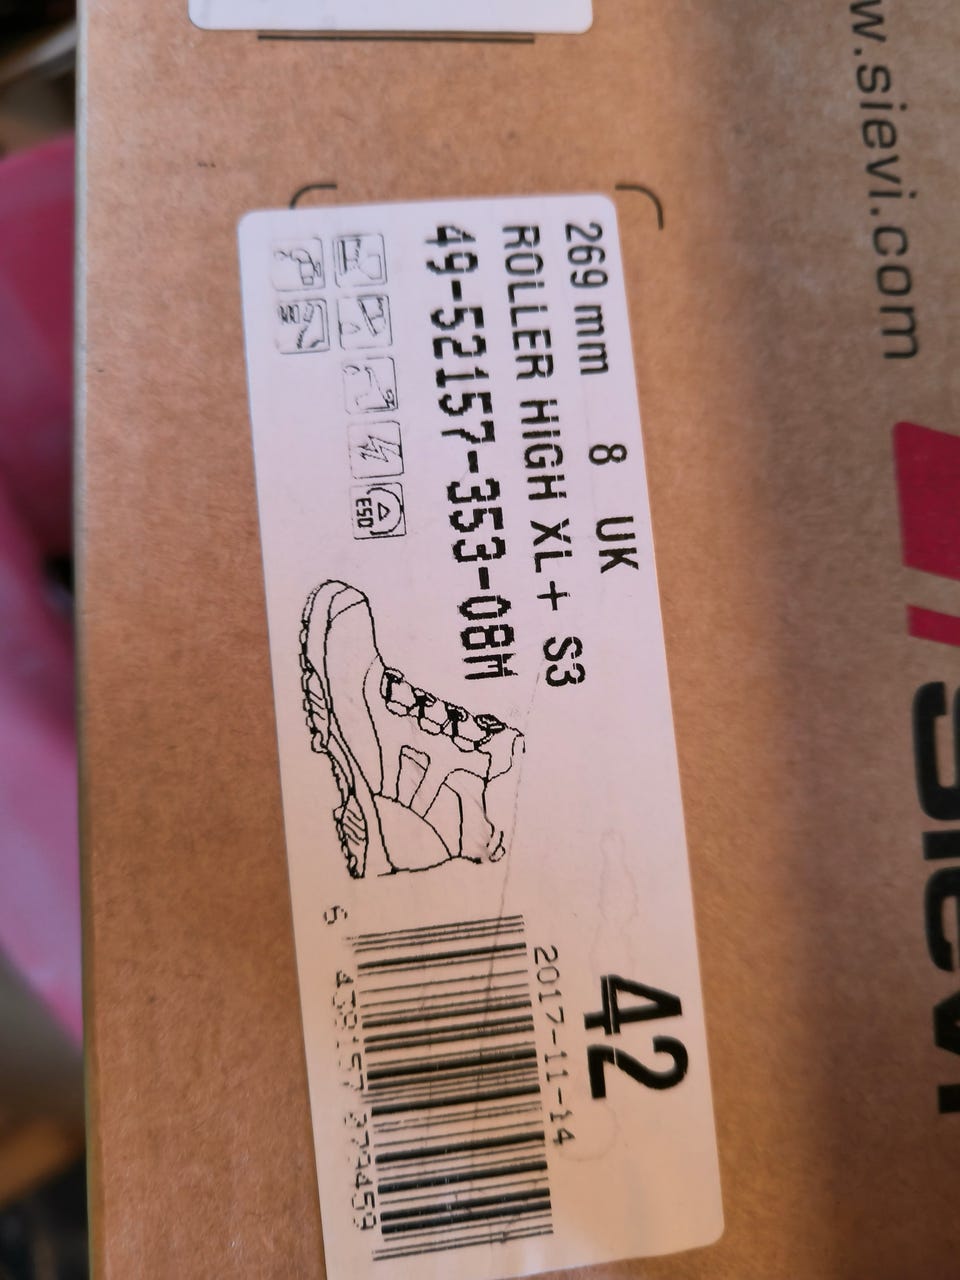 www.sievi.com
sievi
269 mm 8 UK
42
ROLLER HIGH XL+ S3
49-52157-353-08M
ESD
2017-11-14